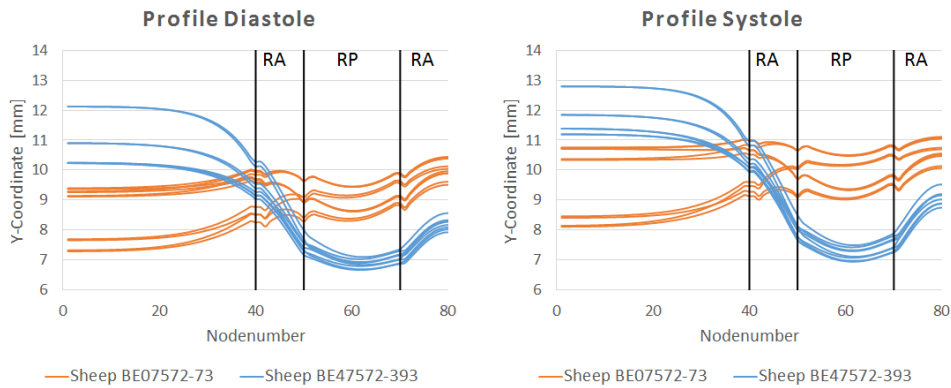 Profile Diastole
Y-Coordinate [mm]
14
13
12
11
10
9
8
7
6
RA
RP
RA
0
20
40
60
80
Nodenumber
Sheep BE07572-73
Sheep BE47572-393
Profile Systole
Y-Coordinate [mm]
14
13
12
11
10
9
8
7
6
RA
RP
RA
0
20
40
60
80
Nodenumber
Sheep BE07572-73
Sheep BE47572-393